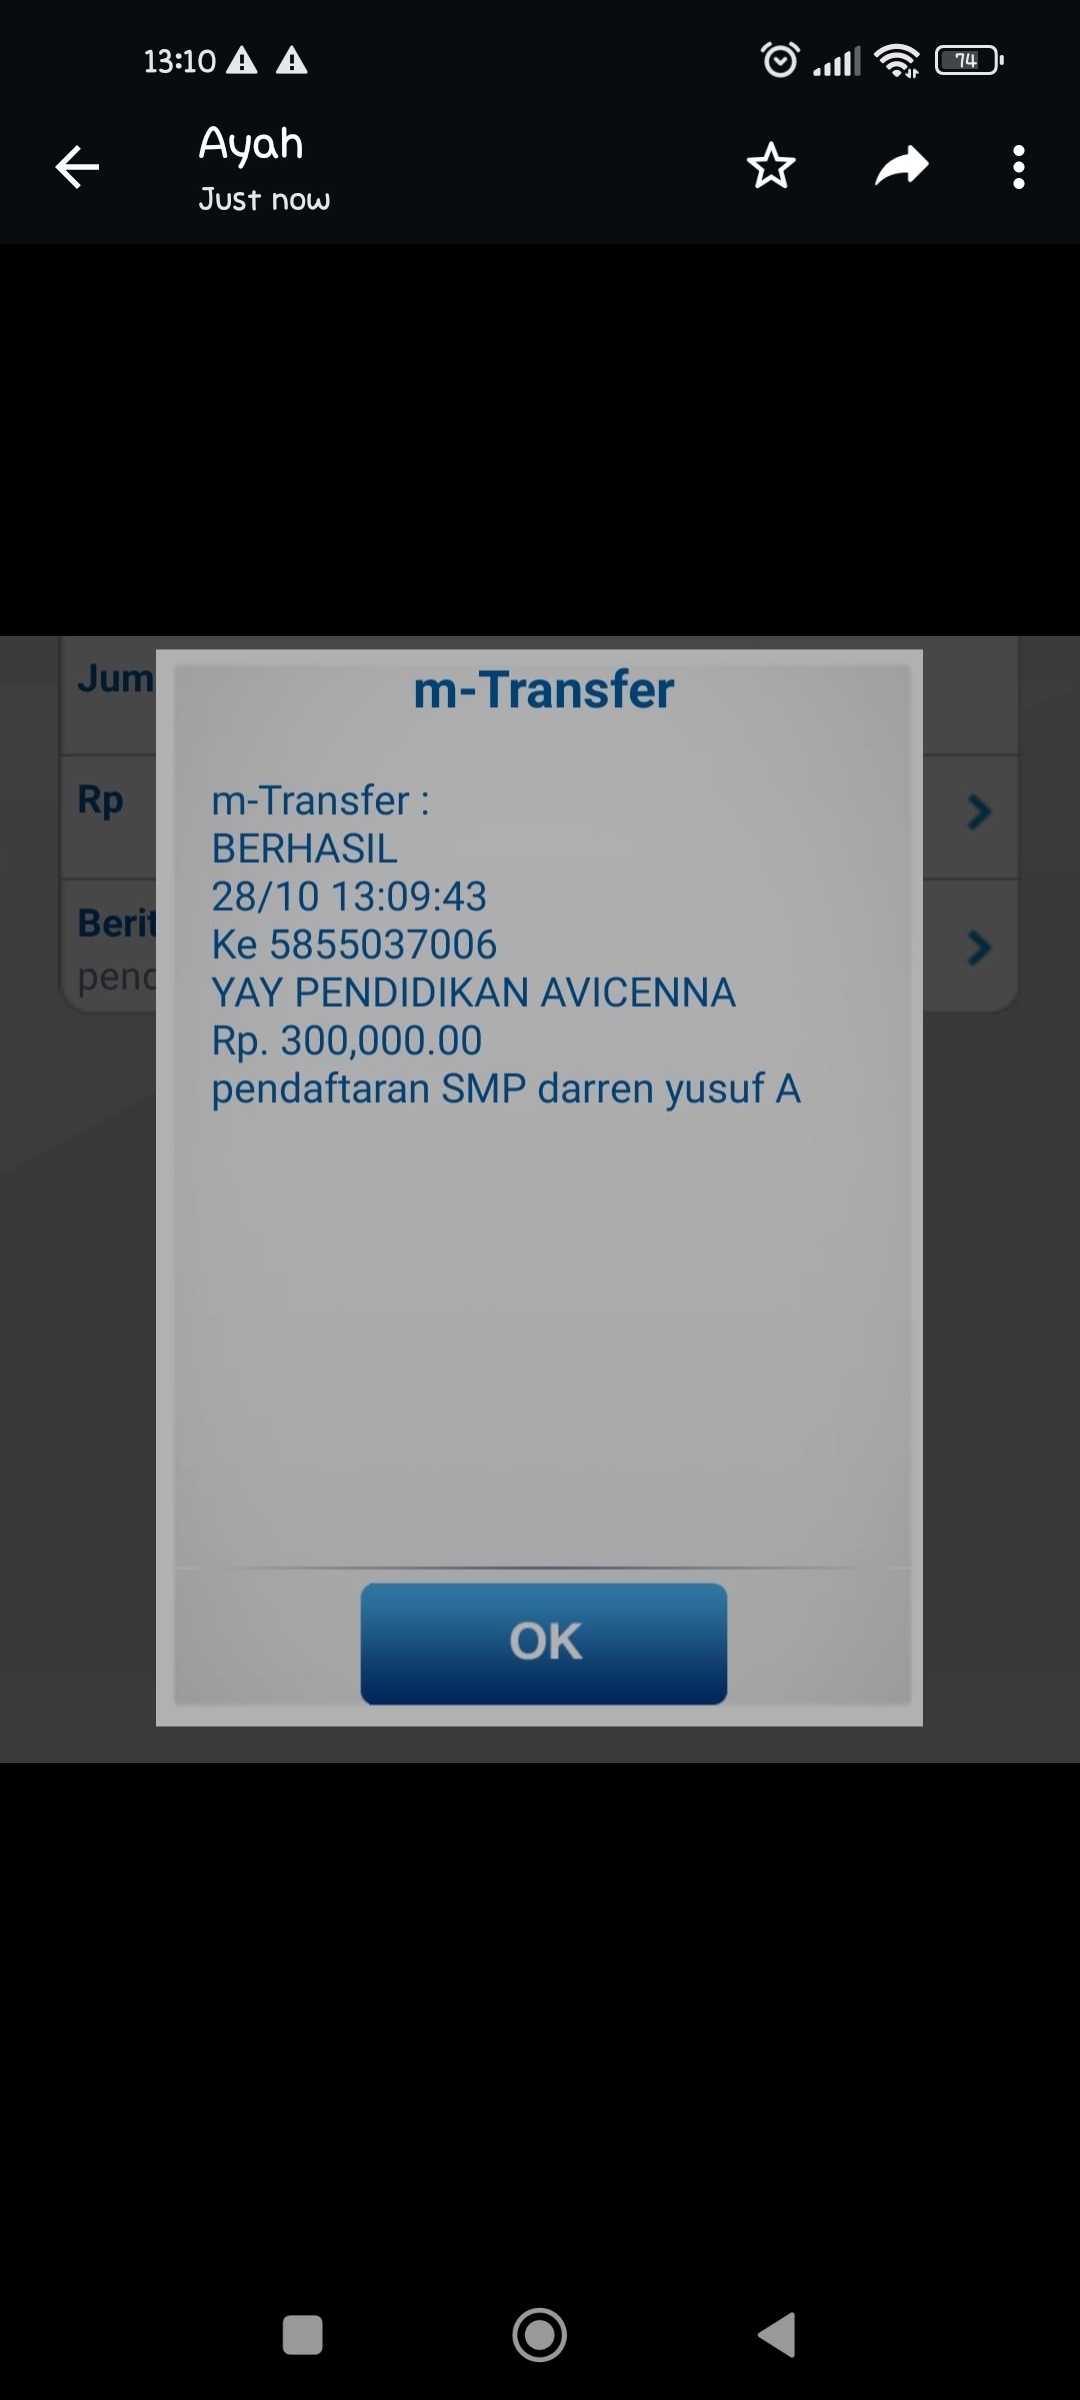 13:10
74
Ayah
Just now
Jum
m-Transfer
Rp
m-Transfer :
BERHASIL
28/10 13:09:43
Ke 5855037006
YAY PENDIDIKAN AVICENNA
Rp. 300,000.00
pendaftaran SMP darren yusuf A
Berit
pend
OK